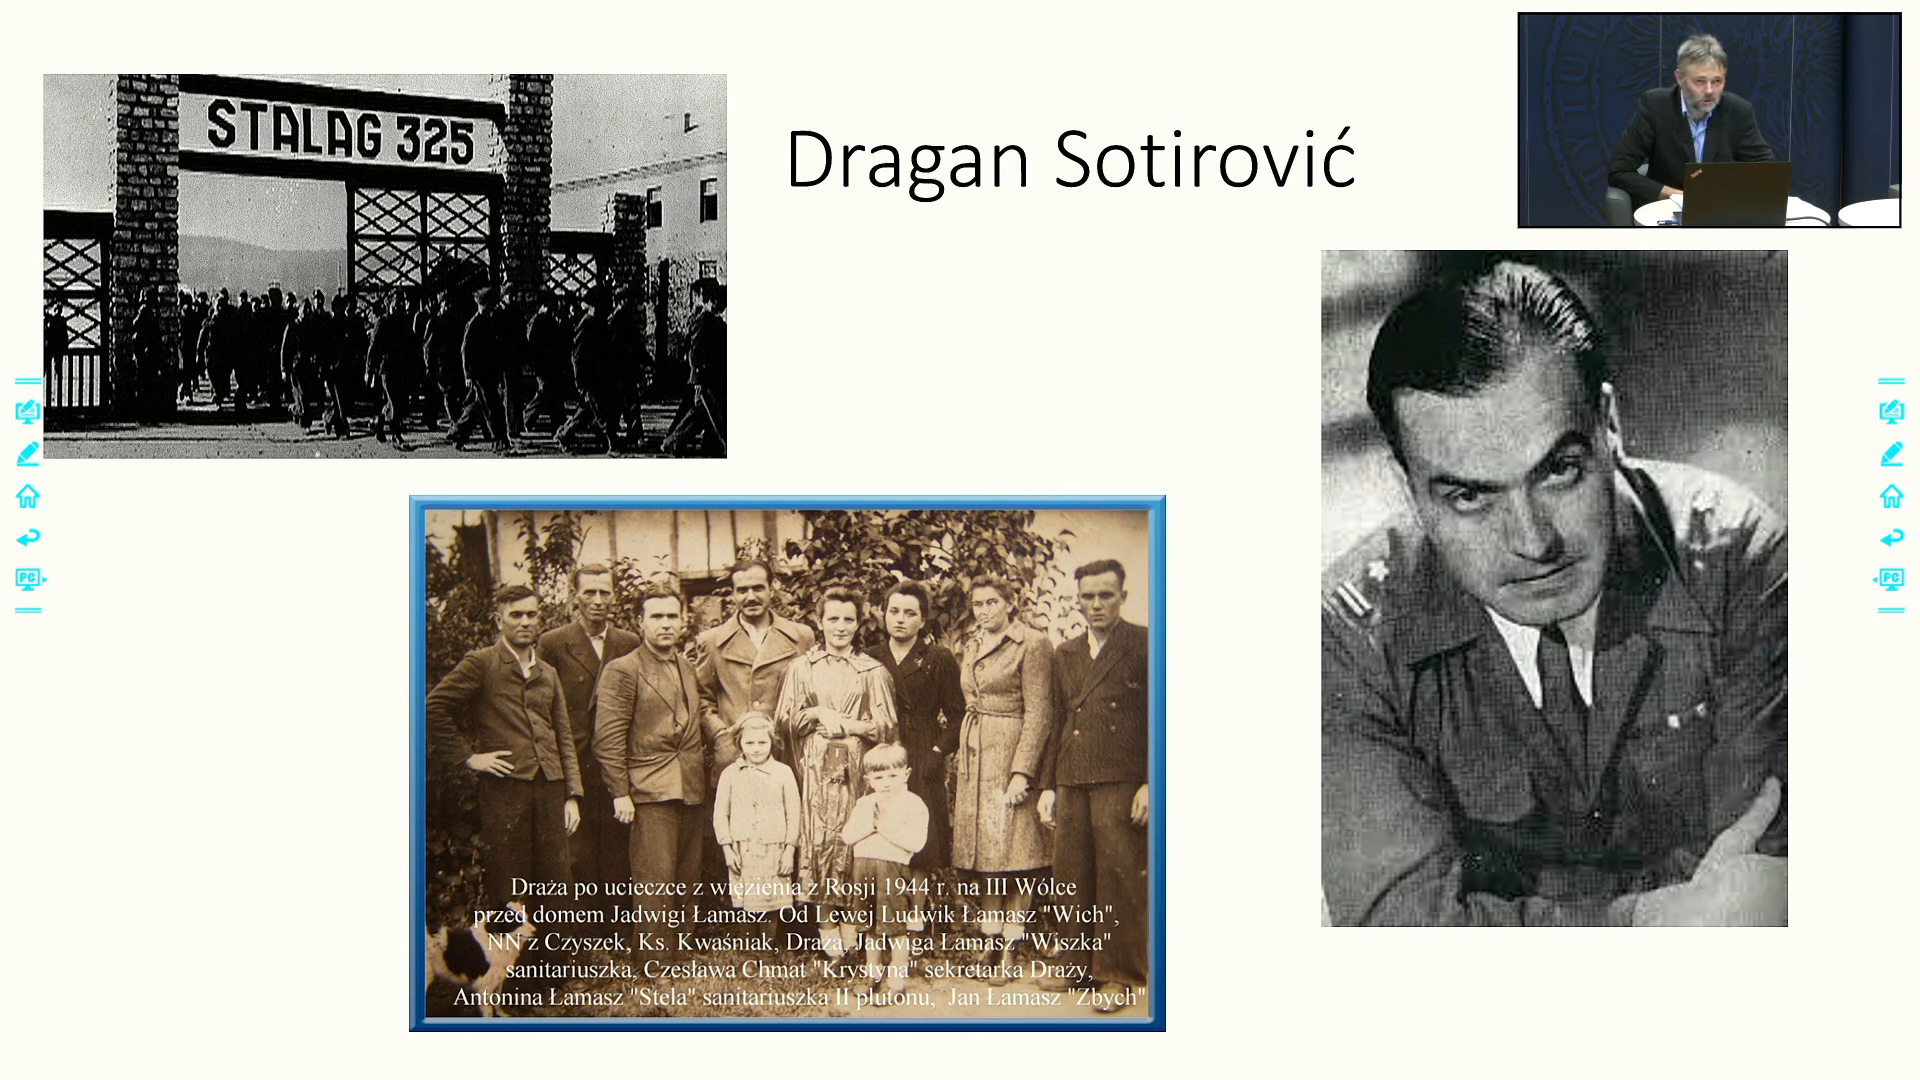 STALAG 325
Dragan Sotirović
Draża po ucieczce z więzienia z Rosji 1944 r. na III Wólce
przed domem Jadwigi Łamasz. Od Lewej Ludwik Łamasz "Wich",
NN z Czyszek, Ks. Kwaśniak, Draża, Jadwiga Łamasz "Wiszka"
sanitariuszka, Czesława Chmat "Krystyna" sekretarka Draży,
Antonina Łamasz "Stela" sanitariuszka II plutonu, Jan Łamasz "Zbych"
PC
PC